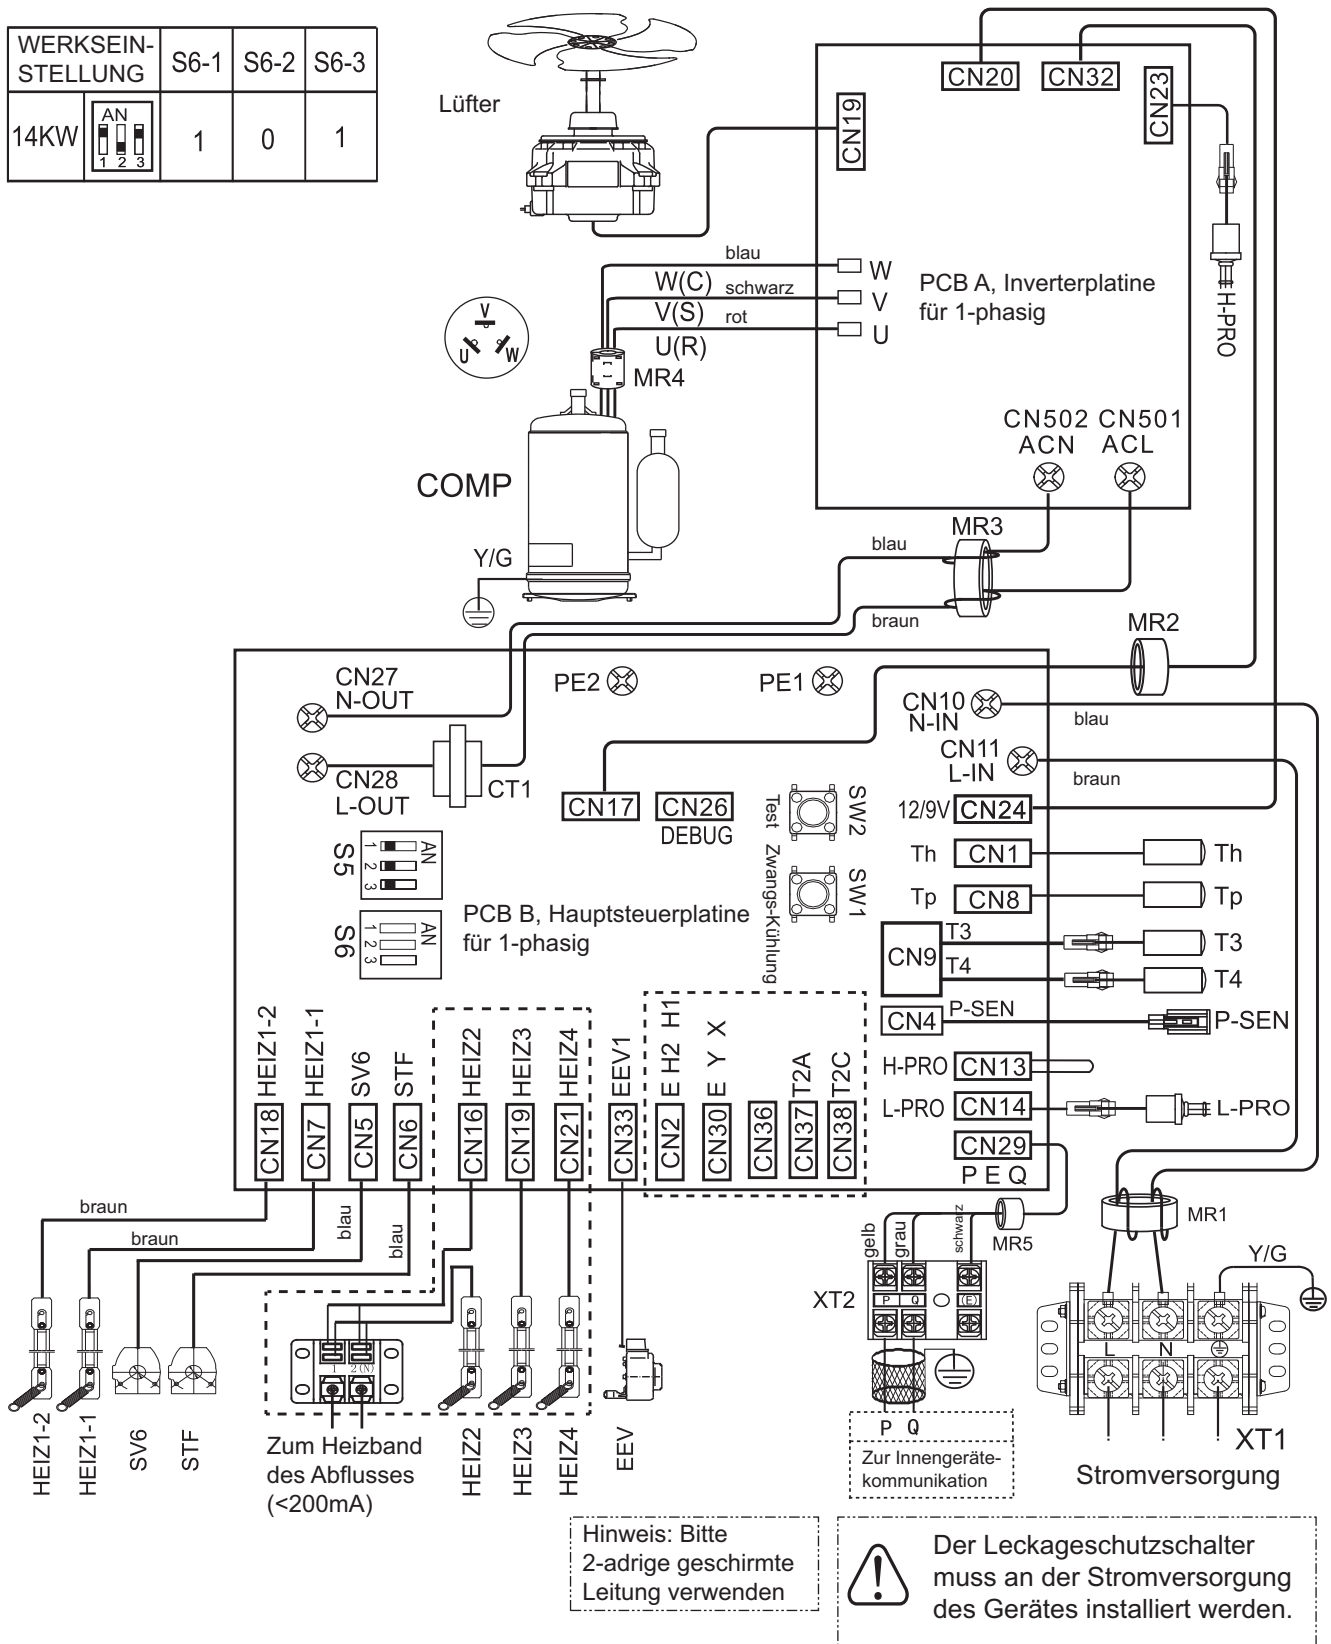 WERKSEIN-
STELLUNG
S6-1
S6-2
S6-3
14KW
AN
1 2 3
1
0
1
Lüfter
CN20
CN32
CN23
CN19
H-PRO
blau
W
W(C)
schwarz
V
V(S)
rot
U
U(R)
PCB A, Inverterplatine
für 1-phasig
V
U
W
MR4
COMP
Y/G
CN502
ACN
CN501
ACL
MR3
blau
braun
MR2
CN27
N-OUT
PE2
PE1
CN10
N-IN
blau
CN11
L-IN
braun
CN28
L-OUT
CT1
CN17
CN26
DEBUG
SW2
Test
SW1
Zwangs-Kühlung
12/9V
CN24
Th
CN1
Th
Tp
CN8
Tp
CN9
T3
T3
T4
T4
CN4
P-SEN
P-SEN
H-PRO
CN13
L-PRO
CN14
L-PRO
CN29
P E Q
S5
AN
1
2
3
S6
AN
1
2
3
PCB B, Hauptsteuerplatine
für 1-phasig
HEIZ1-2
CN18
HEIZ1-1
CN7
SV6
CN5
STF
CN6
HEIZ2
CN16
HEIZ3
CN19
HEIZ4
CN21
EEV1
CN33
E H2 H1
CN2
E Y X
CN30
CN36
T2A
CN37
T2C
CN38
braun
braun
blau
blau
gelb
grau
schwarz
MR5
MR1
Y/G
XT2
P
Q
(E)
P Q
Zur Innengeräte-
kommunikation
L
N
XT1
Stromversorgung
1
2(N)
HEIZ1-2
HEIZ1-1
SV6
STF
Zum Heizband
des Abflusses
(<200mA)
HEIZ2
HEIZ3
HEIZ4
EEV
Hinweis: Bitte
2-adrige geschirmte
Leitung verwenden
Der Leckageschutzschalter
muss an der Stromversorgung
des Gerätes installiert werden.